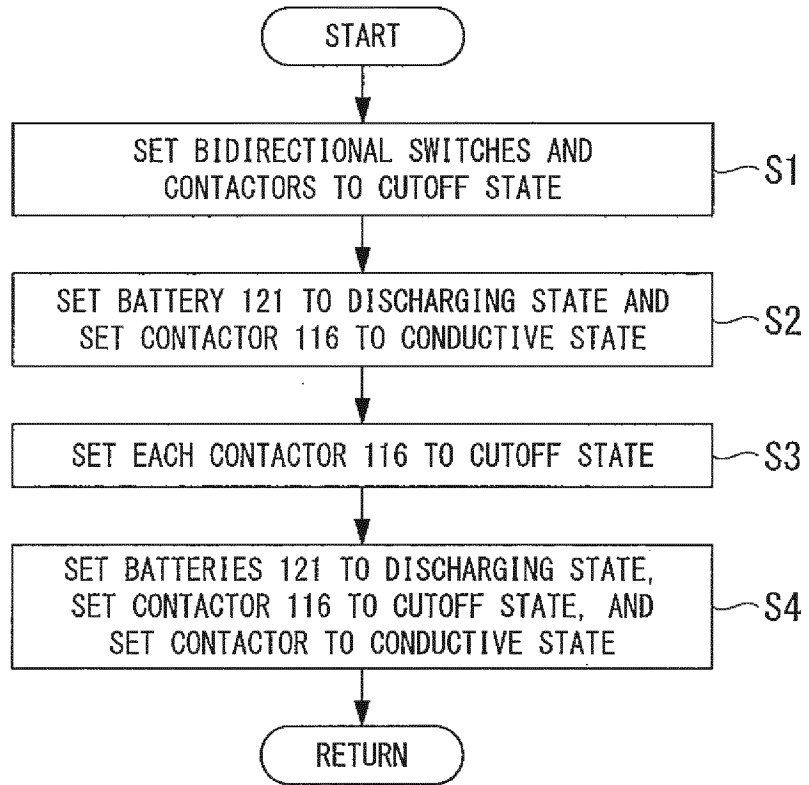 START
SET BIDIRECTIONAL SWITCHES AND
CONTACTORS TO CUTOFF STATE
S1
SET BATTERY 121 TO DISCHARGING STATE AND
SET CONTACTOR 116 TO CONDUCTIVE STATE
S2
SET EACH CONTACTOR 116 TO CUTOFF STATE
S3
SET BATTERIES 121 TO DISCHARGING STATE,
SET CONTACTOR 116 TO CUTOFF STATE, AND
SET CONTACTOR TO CONDUCTIVE STATE
S4
RETURN